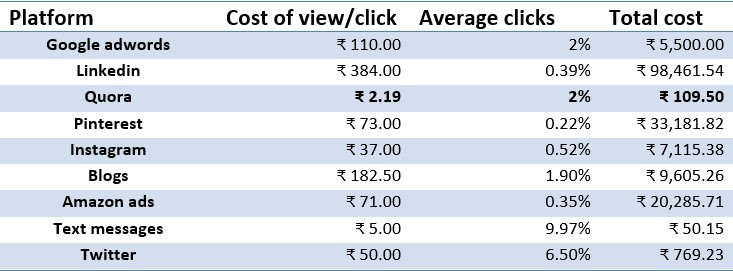 Platform Cost of view/click Average clicks Total cost
Google adwords ₹ 110.00 2% ₹ 5,500.00
Linkedin ₹ 384.00 0.39% ₹ 98,461.54
Quora ₹ 2.19 2% ₹ 109.50
Pinterest ₹ 73.00 0.22% ₹ 33,181.82
Instagram ₹ 37.00 0.52% ₹ 7,115.38
Blogs ₹ 182.50 1.90% ₹ 9,605.26
Amazon ads ₹ 71.00 0.35% ₹ 20,285.71
Text messages ₹ 5.00 9.97% ₹ 50.15
Twitter ₹ 50.00 6.50% ₹ 769.23